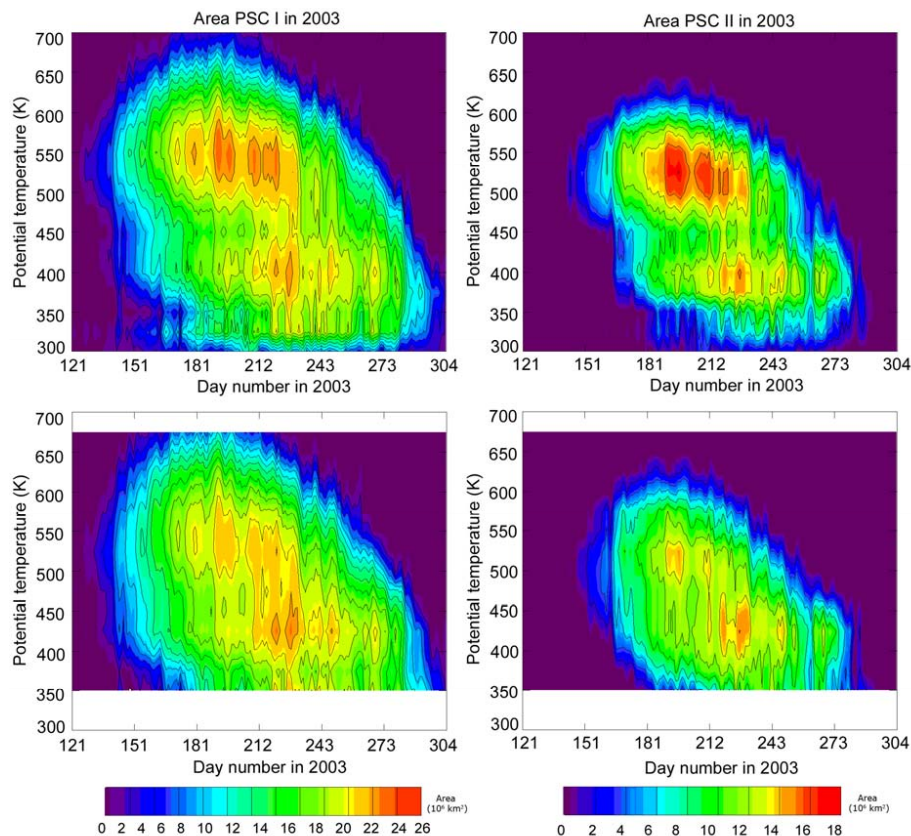 Area PSC I in 2003
Area PSC II in 2003
Potential temperature (K)
700
650
600
550
500
450
400
350
300
121 151 181 212 243 273 304
Day number in 2003
Potential temperature (K)
700
600
550
500
450
400
350
300
121 151 181 212 243 273 304
Day number in 2003
Potential temperature (K)
700
650
600
550
500
450
400
350
300
121 151 181 212 243 273 304
Day number in 2003
Potential temperature (K)
700
650
600
550
500
450
400
350
300
121 151 181 212 243 273 304
Day number in 2003
0 2 4 6 8 10 12 14 16 18 20 22 24 26
Area
(10⁶ km²)
0 2 4 6 8 10 12 14 16 18
Area
(10⁶ km²)